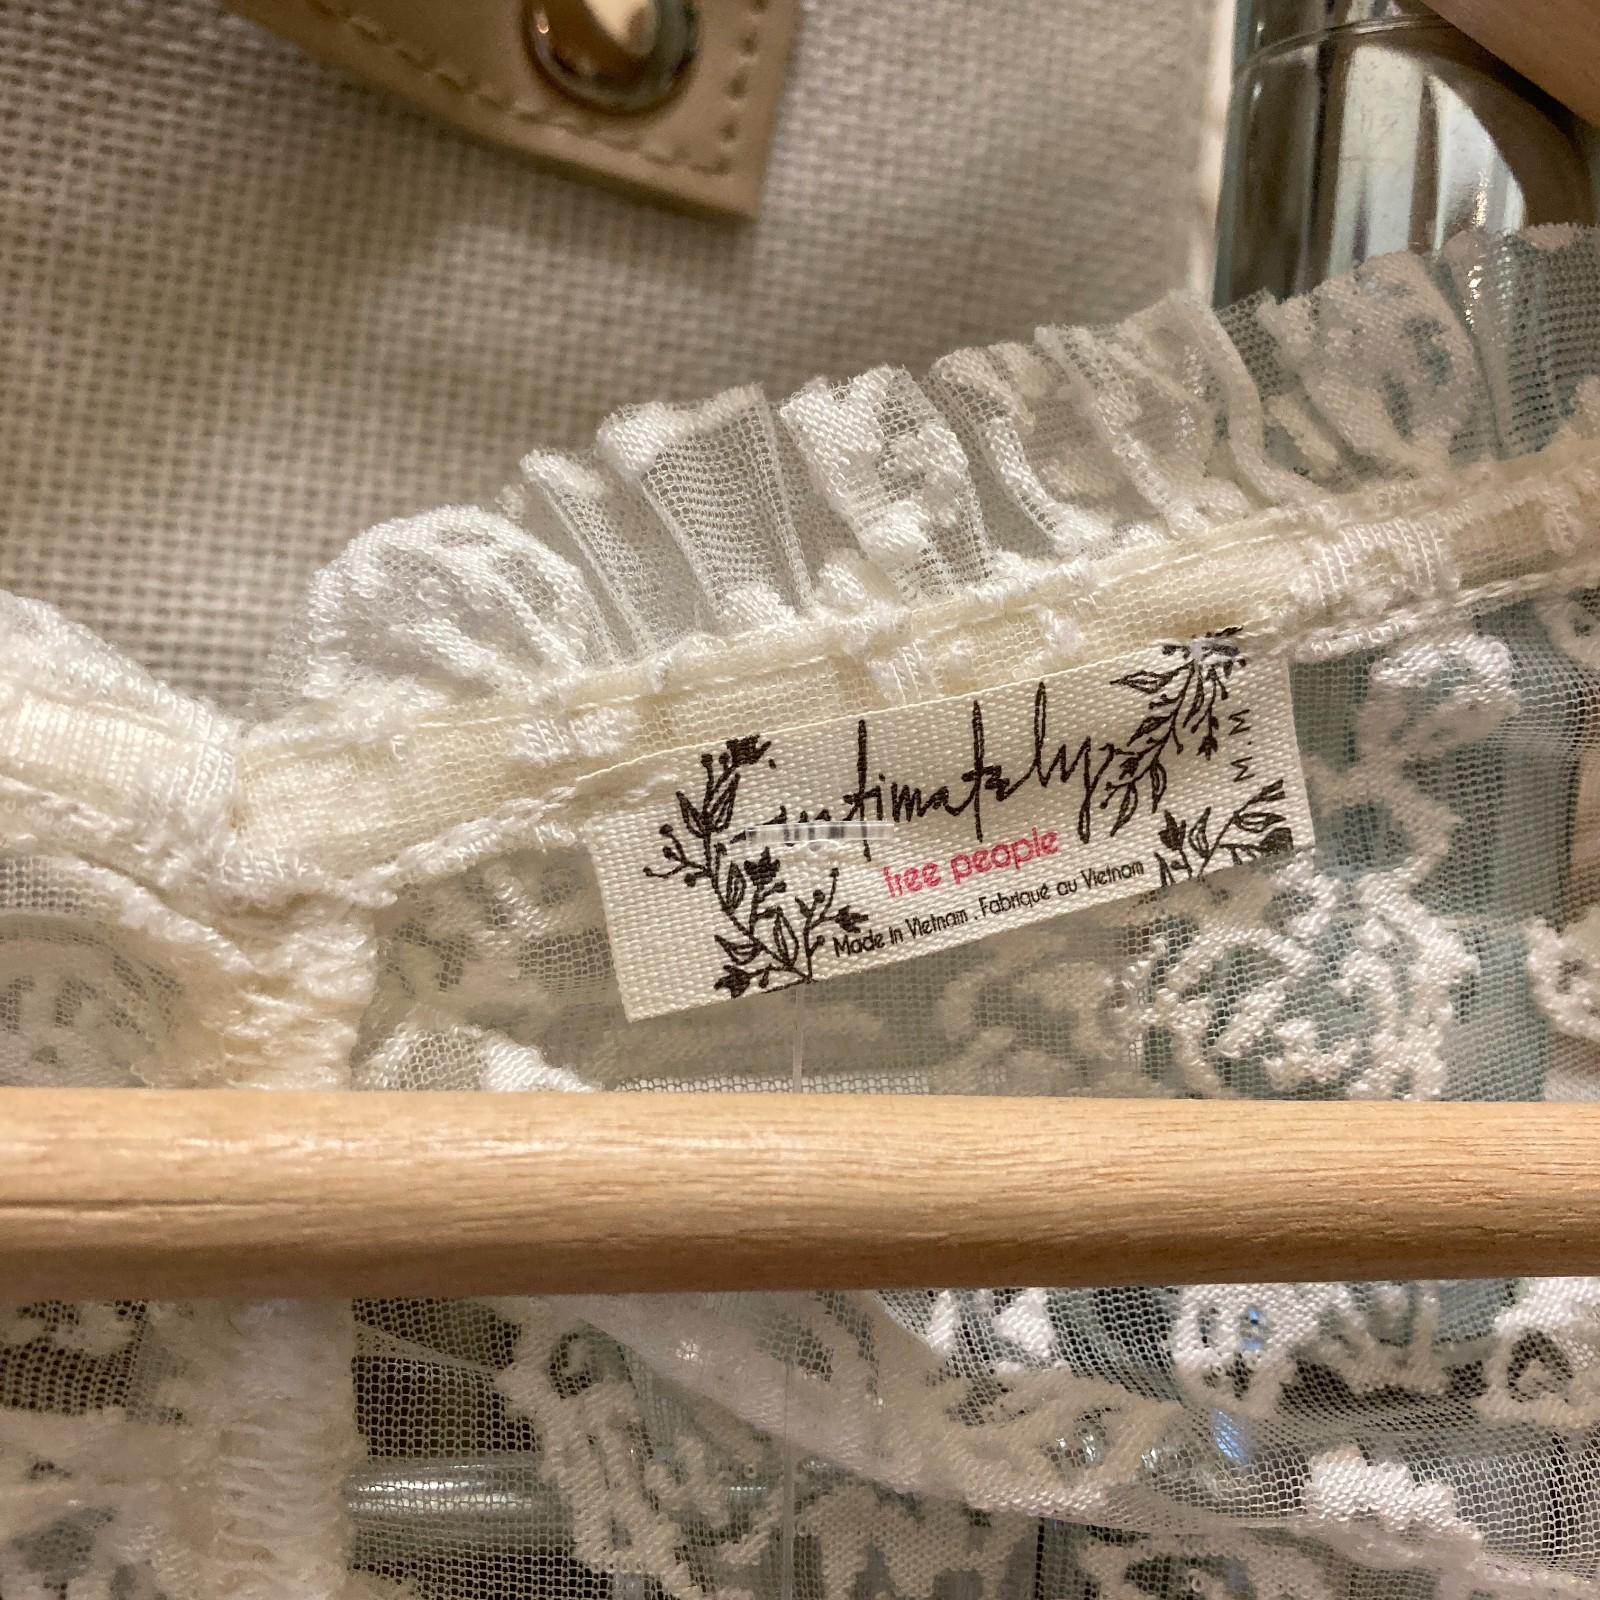 intimately
free people
Made in Vietnam . Fabriqué au Vietnam
M . M